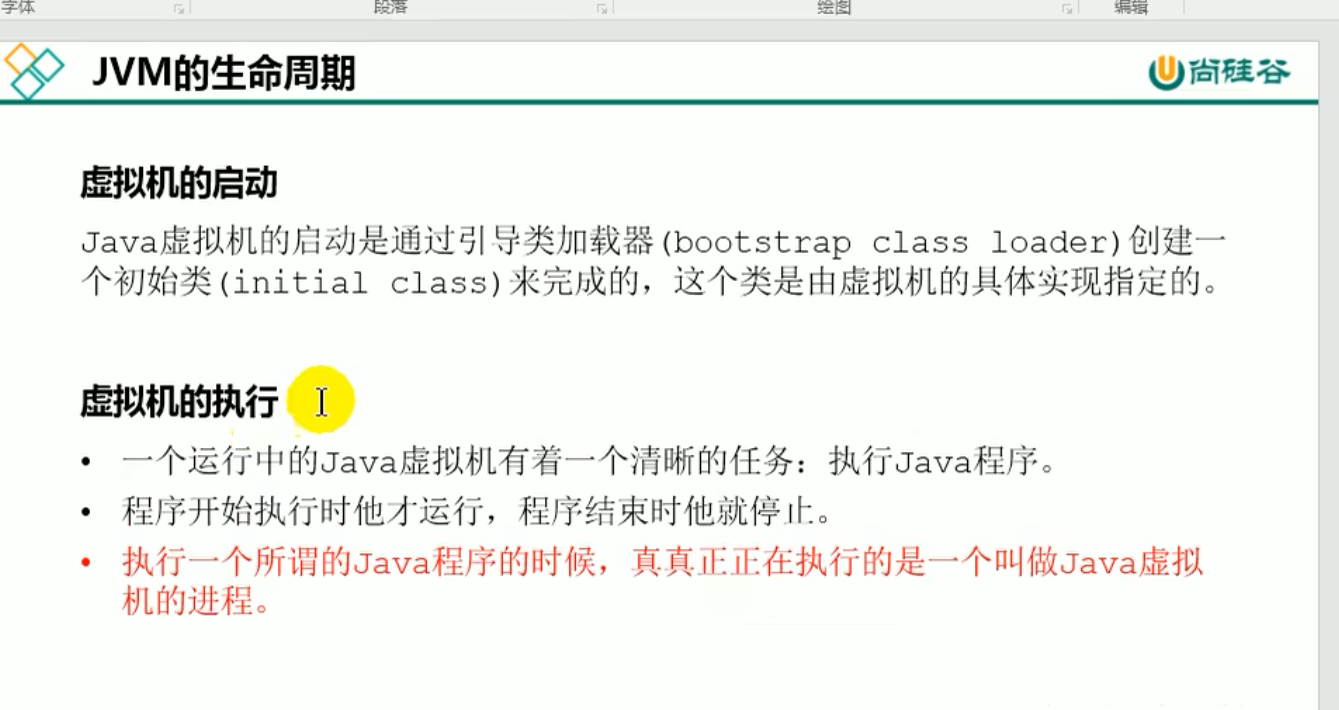 字体 段落 绘图 编辑
JVM的生命周期
尚硅谷
虚拟机的启动
Java虚拟机的启动是通过引导类加载器(bootstrap class loader)创建一
个初始类(initial class)来完成的，这个类是由虚拟机的具体实现指定的。
虚拟机的执行
• 一个运行中的Java虚拟机有着一个清晰的任务：执行Java程序。
• 程序开始执行时他才运行，程序结束时他就停止。
• 执行一个所谓的Java程序的时候，真真正正在执行的是一个叫做Java虚拟
机的进程。